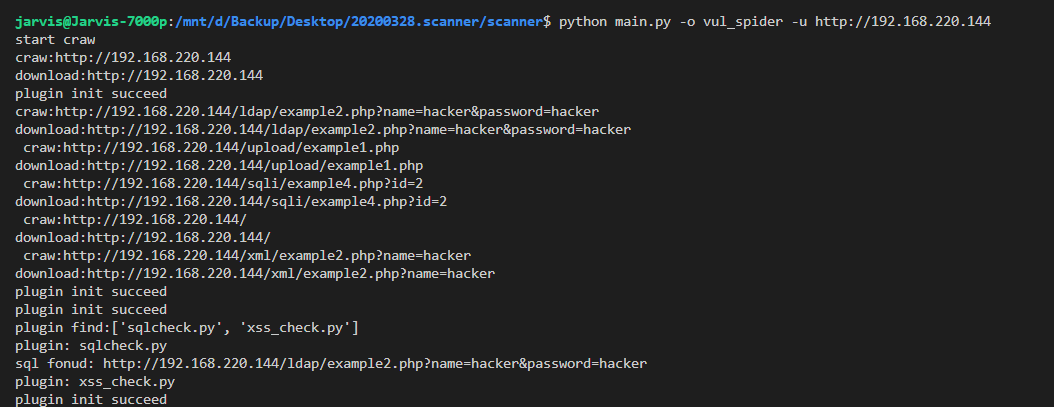 jarvis@Jarvis-7000p:/mnt/d/Backup/Desktop/20200328.scanner/scanner$ python main.py -o vul_spider -u http://192.168.220.144
start craw
craw:http://192.168.220.144
download:http://192.168.220.144
plugin init succeed
craw:http://192.168.220.144/ldap/example2.php?name=hacker&password=hacker
download:http://192.168.220.144/ldap/example2.php?name=hacker&password=hacker
 craw:http://192.168.220.144/upload/example1.php
download:http://192.168.220.144/upload/example1.php
 craw:http://192.168.220.144/sqli/example4.php?id=2
download:http://192.168.220.144/sqli/example4.php?id=2
 craw:http://192.168.220.144/
download:http://192.168.220.144/
 craw:http://192.168.220.144/xml/example2.php?name=hacker
download:http://192.168.220.144/xml/example2.php?name=hacker
plugin init succeed
plugin init succeed
plugin find:['sqlcheck.py', 'xss_check.py']
plugin: sqlcheck.py
sql fonud: http://192.168.220.144/ldap/example2.php?name=hacker&password=hacker
plugin: xss_check.py
plugin init succeed